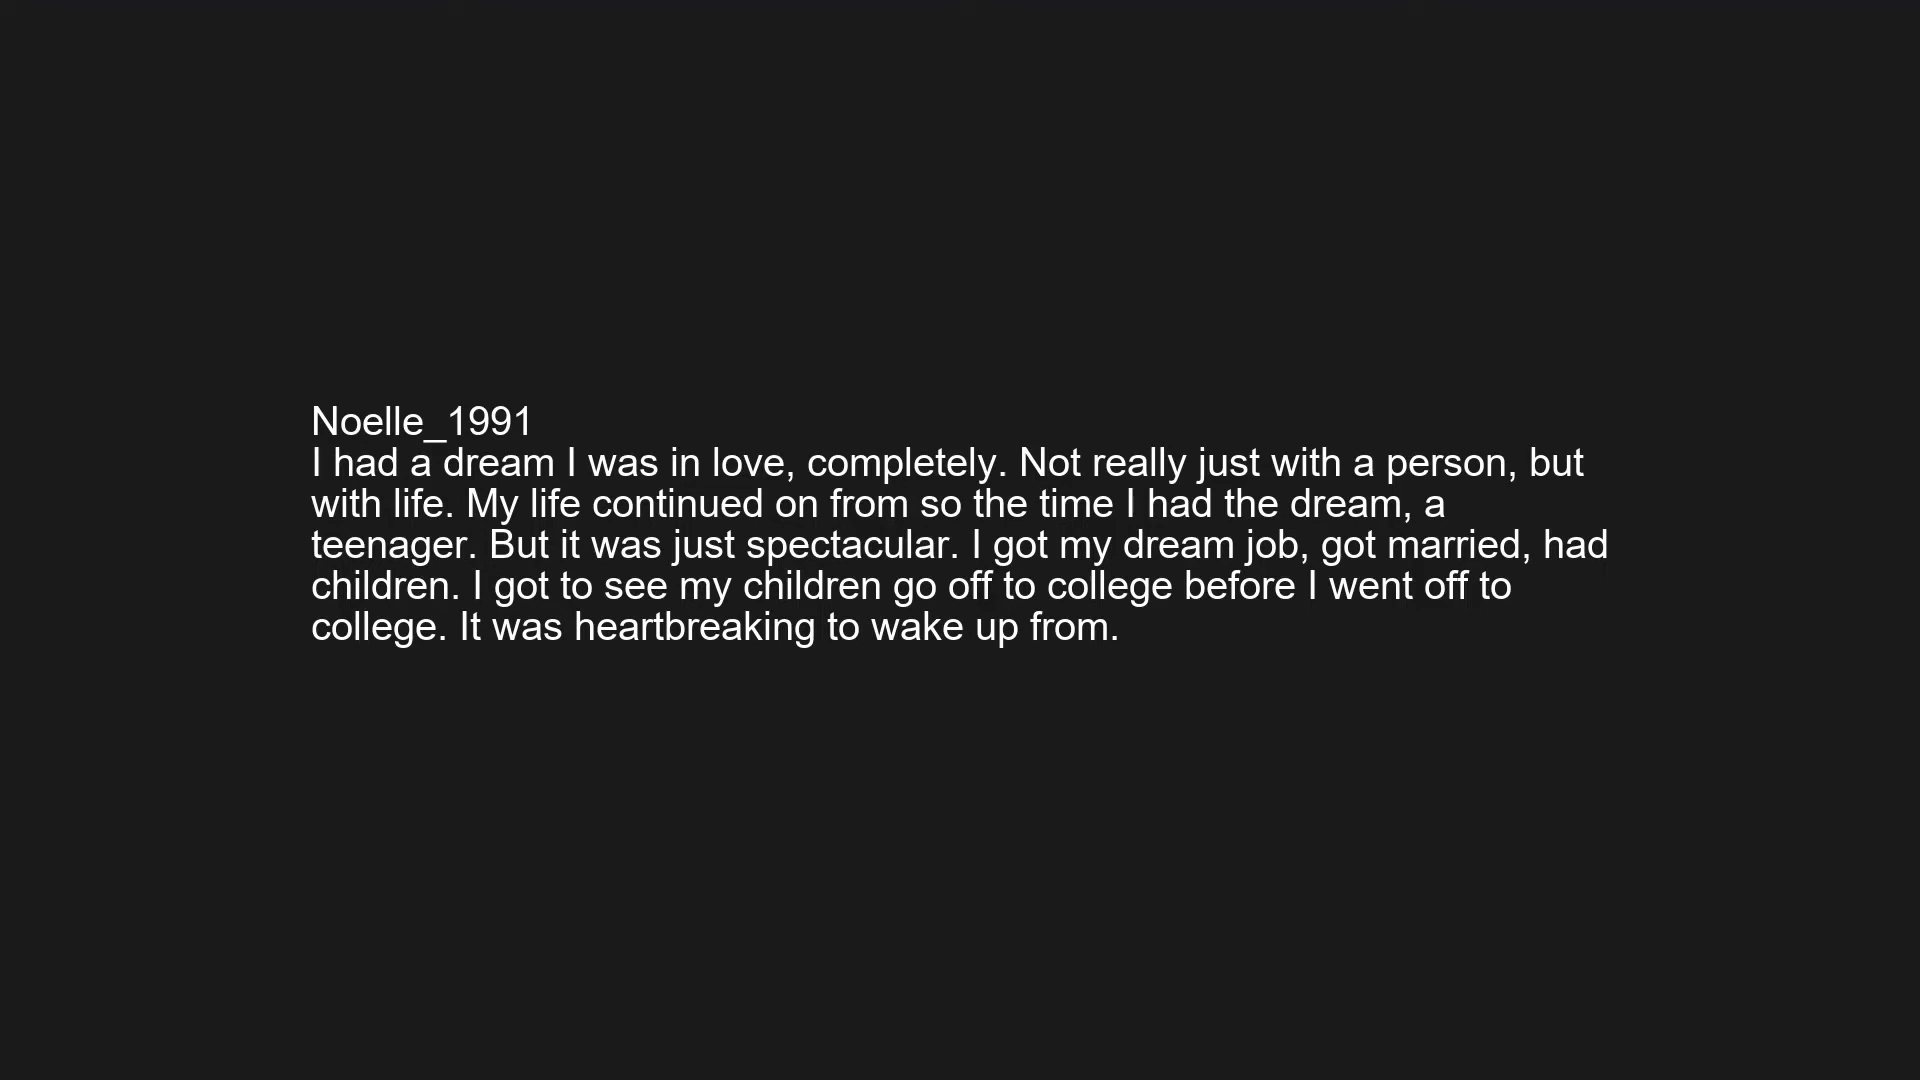 Noelle_1991
I had a dream I was in love, completely. Not really just with a person, but
with life. My life continued on from so the time I had the dream, a
teenager. But it was just spectacular. I got my dream job, got married, had
children. I got to see my children go off to college before I went off to
college. It was heartbreaking to wake up from.